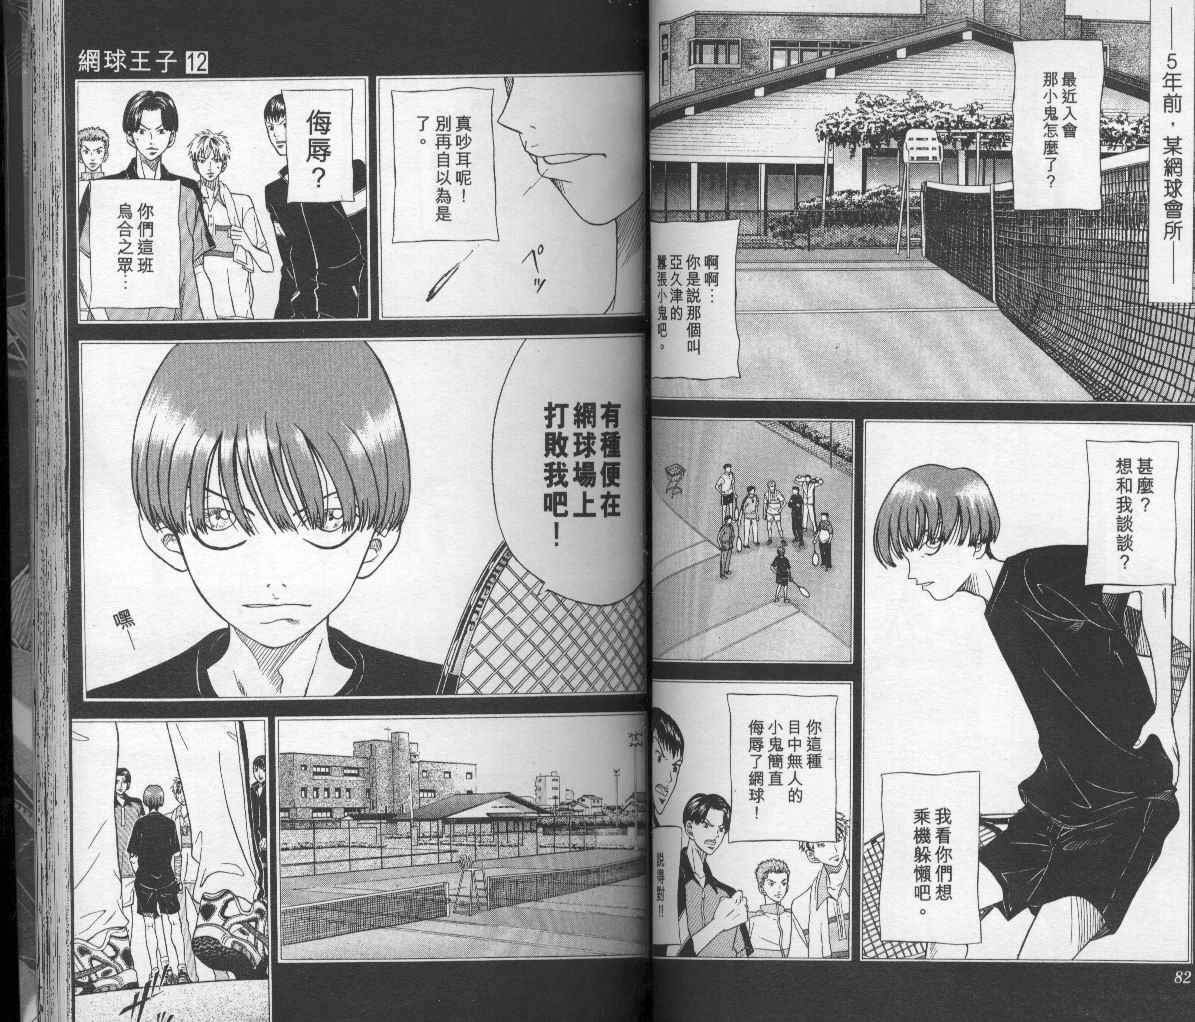 —5年前，某網球會所—
最近入會
那小鬼怎麼了？
啊啊…
你是說那個叫
亞久津的
囂張小鬼吧。
甚麼？
想和我談談？
我看你們想
乘機躲懶吧。
你這種
目中無人的
小鬼簡直
侮辱了網球！
說得對!!
82
網球王子 12
真吵耳呢！
別再自以為是
了。
ペッ
侮辱？
你們這班
烏合之眾…
有種便在
網球場上
打敗我吧！
嘿—
ザッ